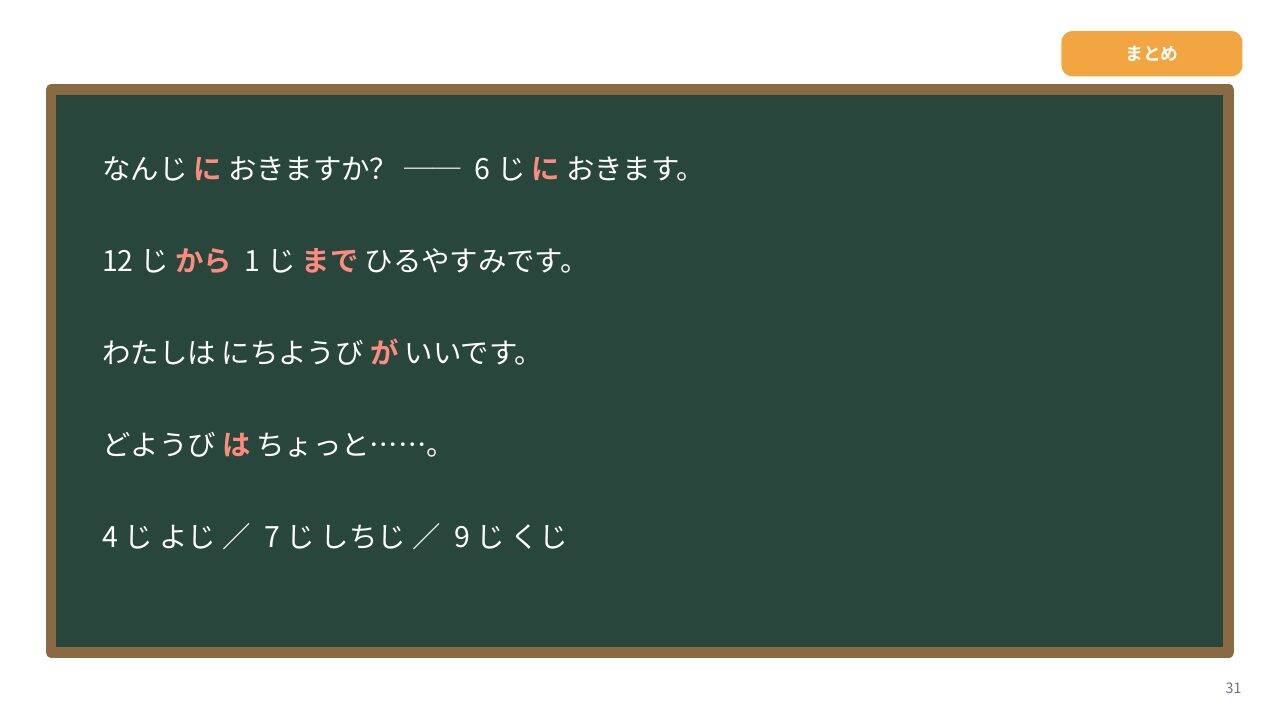 まとめ
なんじ に おきますか? ―― 6 じ に おきます。
12 じ から 1 じ まで ひるやすみです。
わたしは にちようび が いいです。
どようび は ちょっと……。
4 じ よじ ／ 7 じ しちじ ／ 9 じ くじ
31